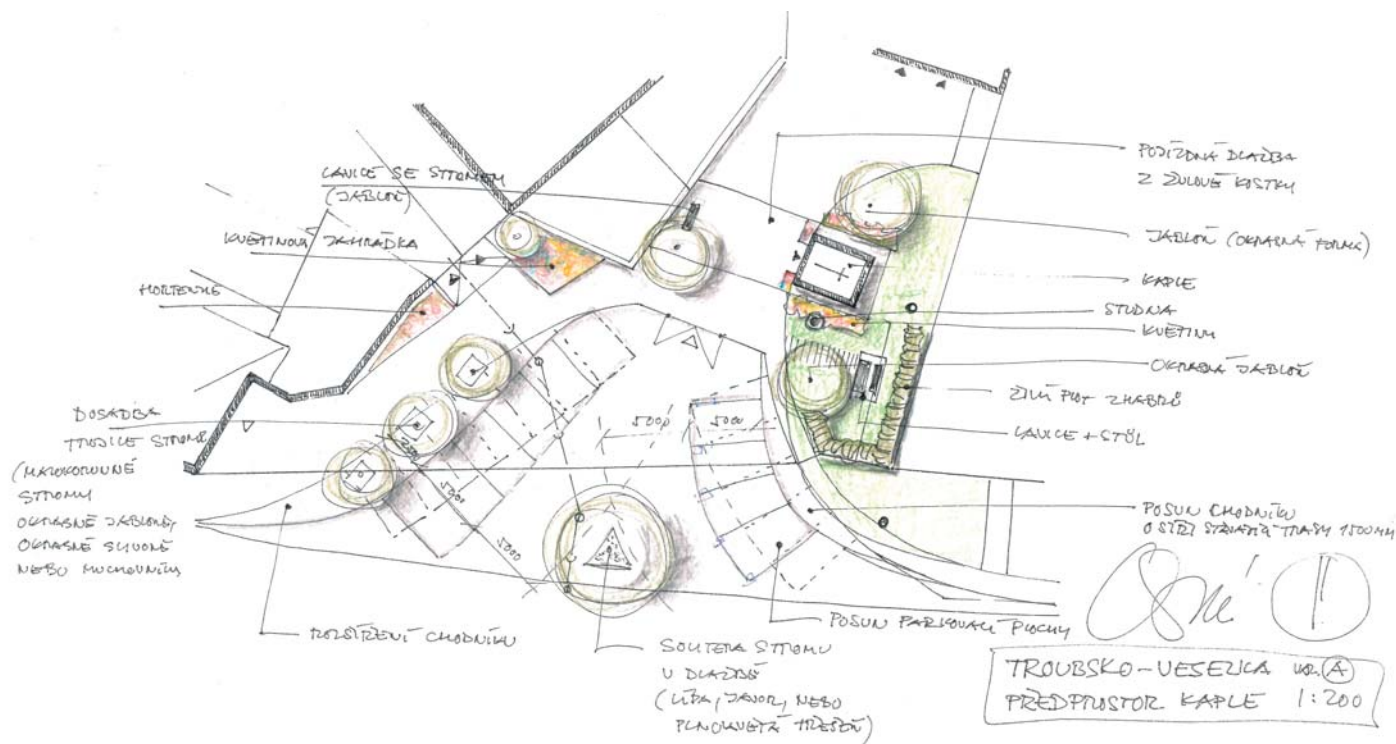 LAVICE SE STROMEM
(JABLOŇ)
KVĚTINOVÁ ZAHRÁDKA
HORTENZIE
DOSADBA
TROJICE STROMŮ
(MALOKORUNNÉ
STROMY
OKRASNÉ JABLONĚ,
OKRASNÉ SLIVONĚ
NEBO MUCHOVNÍKY
ROZŠÍŘENÍ CHODNÍKU
SOLITERA STROMU
V DLAŽBĚ
(LÍPA, JAVOR, NEBO
PLNOKVĚTÁ TŘEŠEŇ)
5000
5000
5000
5000
POJÍZDNÁ DLAŽBA
Z ŽULOVÉ KOSTKY
JABLOŇ (OKRASNÁ FORMA)
KAPLE
STUDNA
KVĚTINY
OKRASNÁ JABLOŇ
ŽIVÝ PLOT Z HABRŮ
LAVICE + STŮL
POSUN CHODNÍKU
O ŠÍŘI STÁVAJÍCÍ TRASY 1500MM
POSUN PARKOVACÍ PLOCHY
TROUBSKO-VESELKA VAR. A
PŘEDPROSTOR KAPLE 1:200